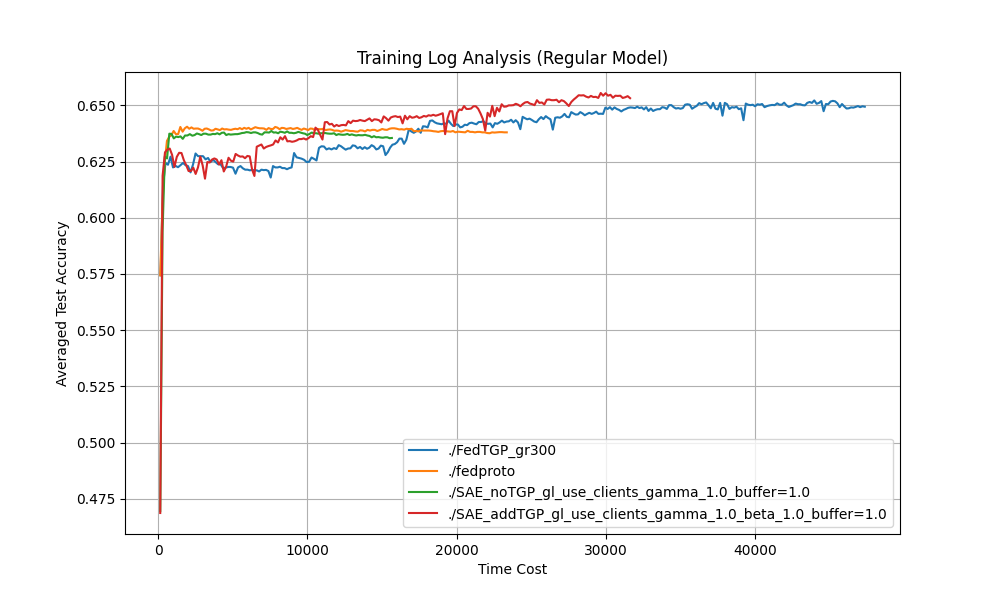 Training Log Analysis (Regular Model)
Averaged Test Accuracy
0.650
0.625
0.600
0.575
0.550
0.525
0.500
0.475
./FedTGP_gr300
./fedproto
./SAE_noTGP_gl_use_clients_gamma_1.0_buffer=1.0
./SAE_addTGP_gl_use_clients_gamma_1.0_beta_1.0_buffer=1.0
0 10000 20000 30000 40000
Time Cost